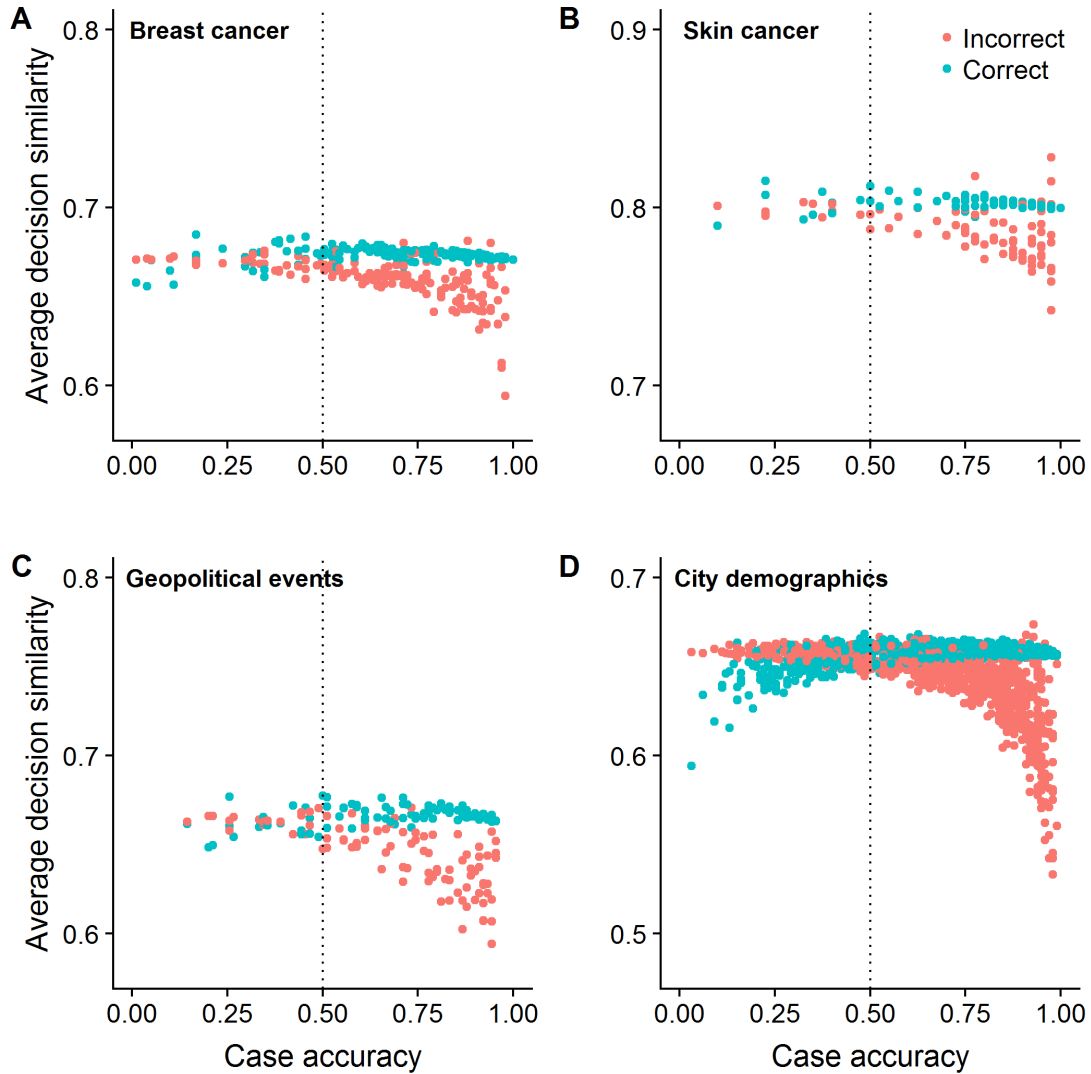 A
Breast cancer
0.8
0.7
0.6
Average decision similarity
0.00 0.25 0.50 0.75 1.00
B
Skin cancer
Incorrect
Correct
0.9
0.8
0.7
0.00 0.25 0.50 0.75 1.00
C
Geopolitical events
0.8
0.7
0.6
Average decision similarity
0.00 0.25 0.50 0.75 1.00
Case accuracy
D
City demographics
0.7
0.6
0.5
0.00 0.25 0.50 0.75 1.00
Case accuracy